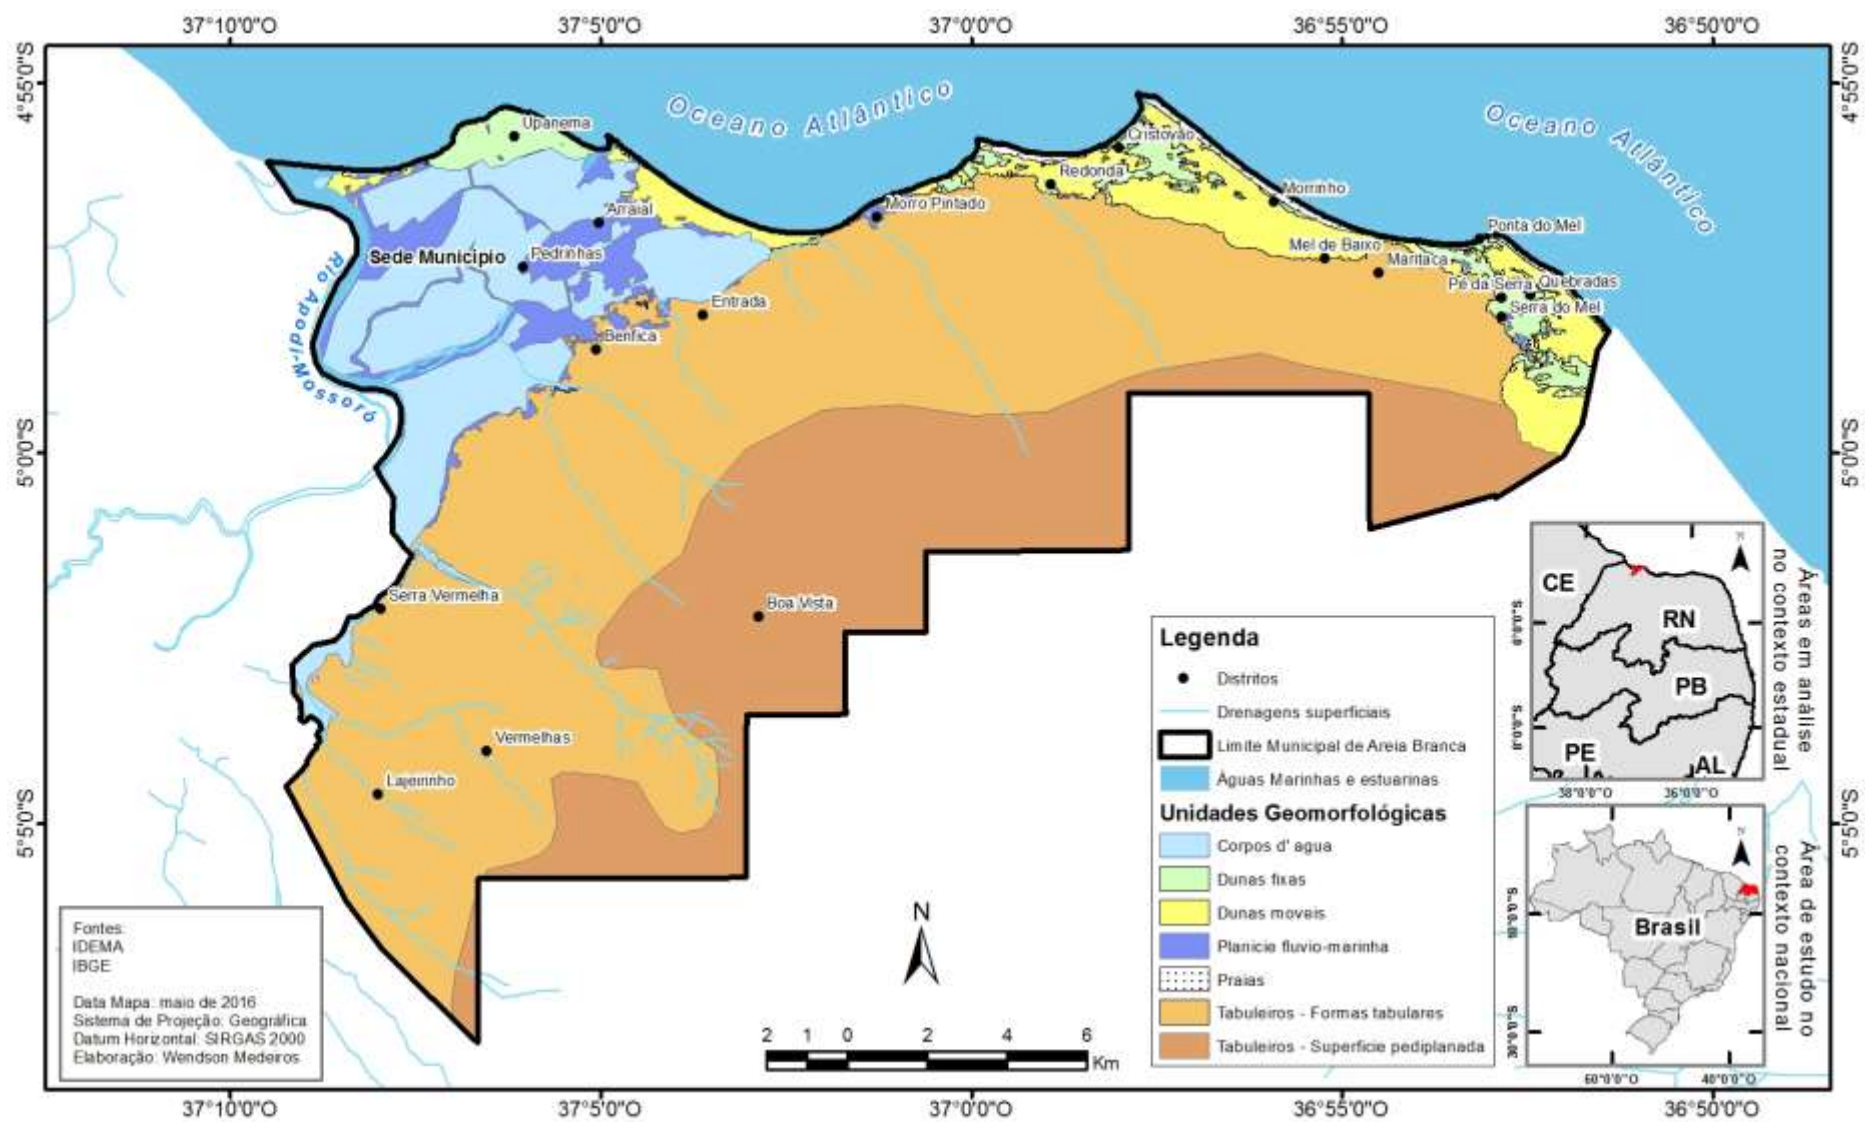 37°10'0"O 37°5'0"O 37°0'0"O 36°55'0"O 36°50'0"O
4°55'0"S
4°55'0"S
Oceano Atlântico
Oceano Atlântico
Upanema
Cristovão
Redonda
Morrinho
Arraial
Morro Pintado
Ponta do Mel
Sede Municipio
Pedrinhas
Mel de Baixo
Maritaca
Pé da Serra
Quebradas
Rio Apodi-Mossoró
Entrada
Serra do Mel
Benfica
5°0'0"S
5°0'0"S
Serra Vermelha
Boa Vista
Vermelhas
Lajeirinho
5°5'0"S
5°5'0"S
Legenda
Distritos
Drenagens superficiais
Limite Municipal de Areia Branca
Águas Marinhas e estuarinas
Unidades Geomorfológicas
Corpos d' agua
Dunas fixas
Dunas moveis
Planicie fluvio-marinha
Praias
Tabuleiros - Formas tabulares
Tabuleiros - Superficie pediplanada
N
CE
RN
PB
PE
AL
38°0'0"O 36°0'0"O
Áreas em análise
no contexto estadual
N
Brasil
60°0'0"O 40°0'0"O
Área de estudo no
contexto nacional
Fontes:
IDEMA
IBGE
Data Mapa: maio de 2016
Sistema de Projeção: Geográfica
Datum Horizontal: SIRGAS 2000
Elaboração: Wendson Medeiros
N
2 1 0 2 4 6
Km
37°10'0"O 37°5'0"O 37°0'0"O 36°55'0"O 36°50'0"O